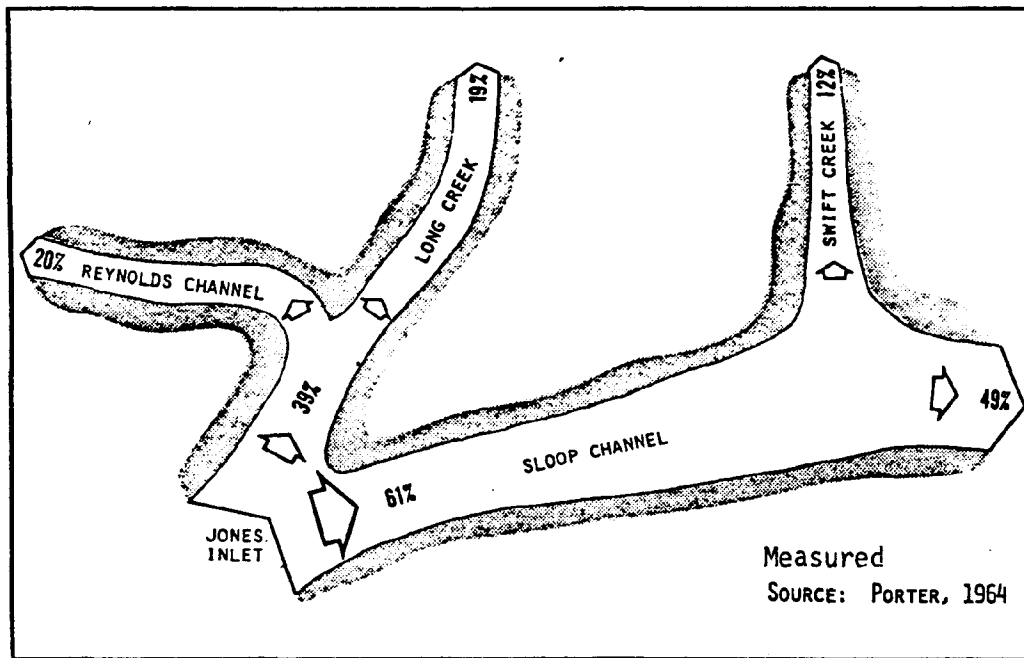 19%
LONG CREEK
12%
SWIFT CREEK
20% REYNOLDS CHANNEL
39%
49%
SLOOP CHANNEL
61%
JONES
INLET
Measured
SOURCE: PORTER, 1964